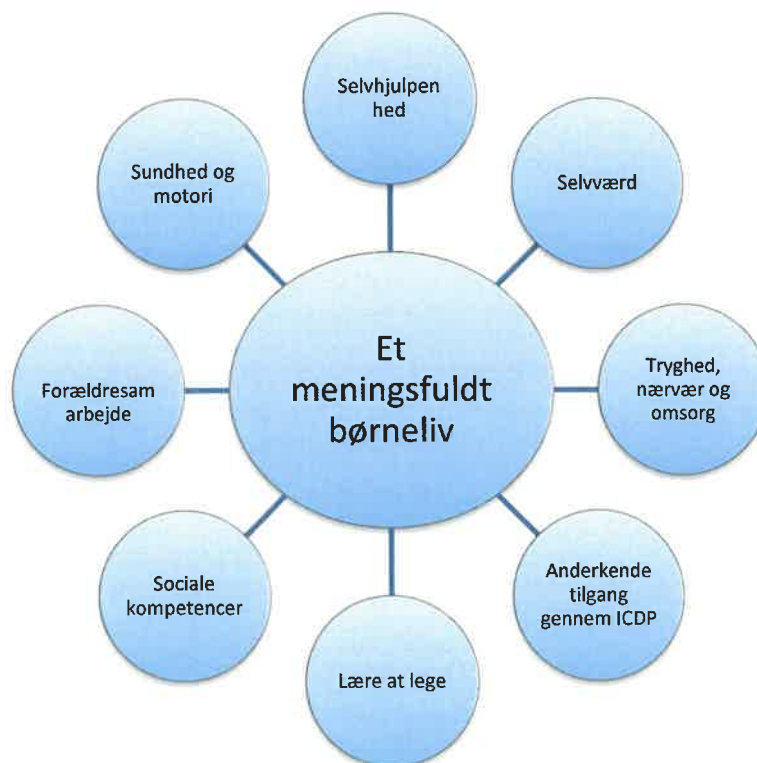 Selvhjulpen
hed
Selvværd
Tryghed,
nærvær og
omsorg
Anderkende
tilgang
gennem ICDP
Lære at lege
Sociale
kompetencer
Forældresam
arbejde
Sundhed og
motori
Et
meningsfuldt
børneliv